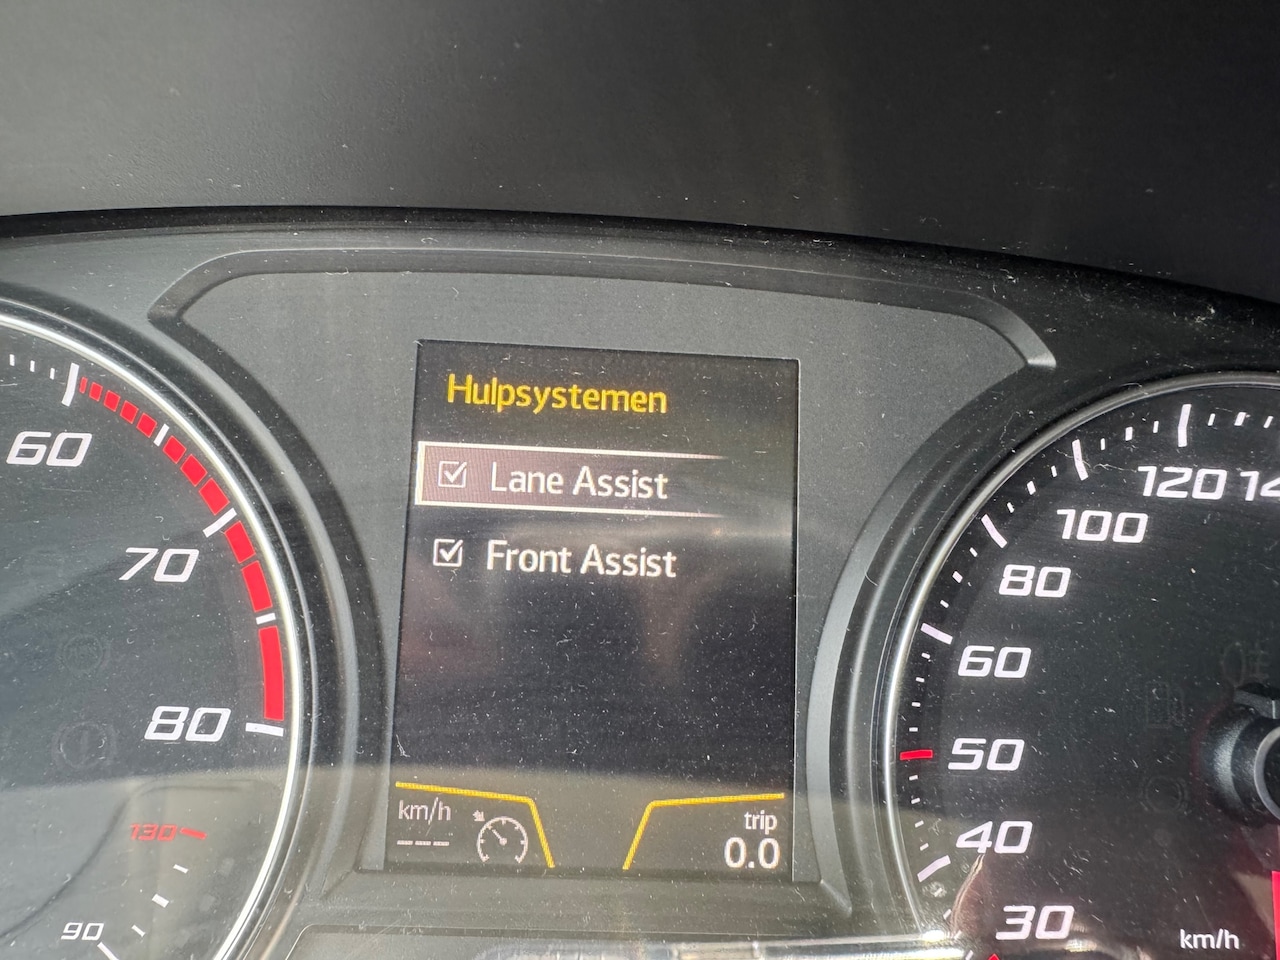 Hulpsystemen
Lane Assist
Front Assist
km/h
----
trip
0.0
60
70
80
130
90
120
100
80
60
50
40
30
km/h